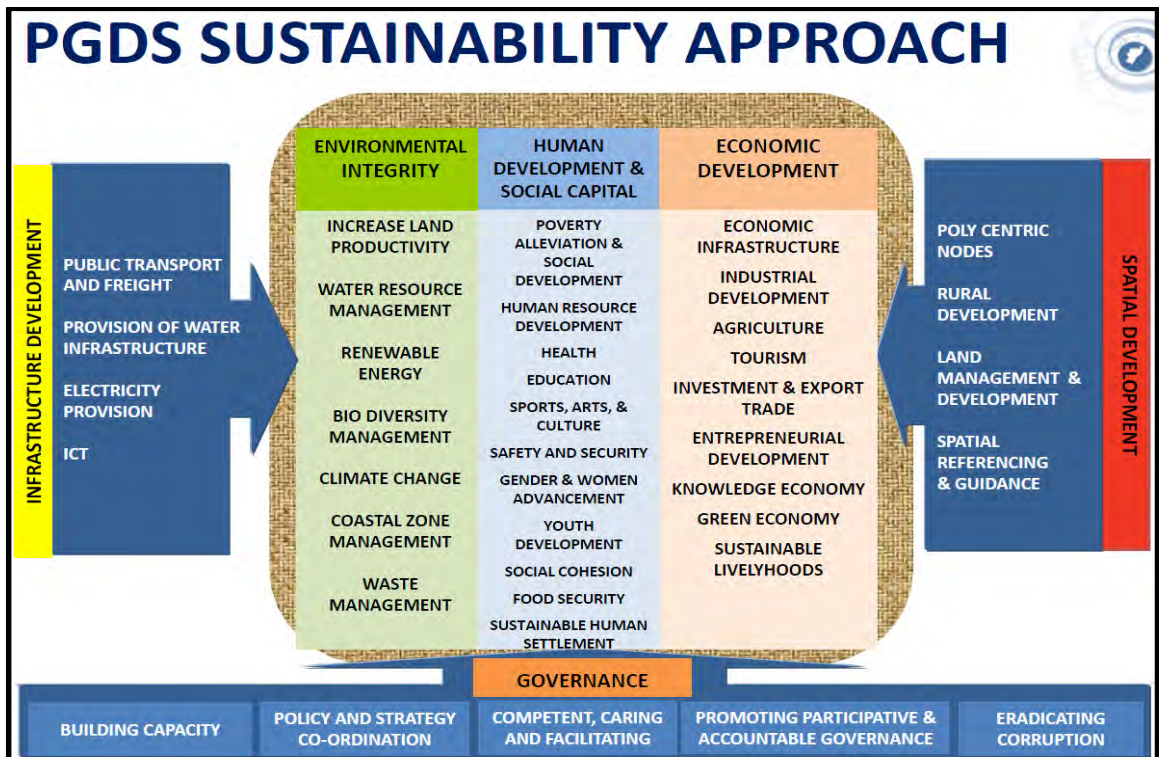 PGDS SUSTAINABILITY APPROACH
INFRASTRUCTURE DEVELOPMENT
PUBLIC TRANSPORT
AND FREIGHT
PROVISION OF WATER
INFRASTRUCTURE
ELECTRICITY
PROVISION
ICT
ENVIRONMENTAL
INTEGRITY
INCREASE LAND
PRODUCTIVITY
WATER RESOURCE
MANAGEMENT
RENEWABLE
ENERGY
BIO DIVERSITY
MANAGEMENT
CLIMATE CHANGE
COASTAL ZONE
MANAGEMENT
WASTE
MANAGEMENT
HUMAN
DEVELOPMENT &
SOCIAL CAPITAL
POVERTY
ALLEVIATION &
SOCIAL
DEVELOPMENT
HUMAN RESOURCE
DEVELOPMENT
HEALTH
EDUCATION
SPORTS, ARTS, &
CULTURE
SAFETY AND SECURITY
GENDER & WOMEN
ADVANCEMENT
YOUTH
DEVELOPMENT
SOCIAL COHESION
FOOD SECURITY
SUSTAINABLE HUMAN
SETTLEMENT
ECONOMIC
DEVELOPMENT
ECONOMIC
INFRASTRUCTURE
INDUSTRIAL
DEVELOPMENT
AGRICULTURE
TOURISM
INVESTMENT & EXPORT
TRADE
ENTREPRENEURIAL
DEVELOPMENT
KNOWLEDGE ECONOMY
GREEN ECONOMY
SUSTAINABLE
LIVELYHOODS
POLY CENTRIC
NODES
RURAL
DEVELOPMENT
LAND
MANAGEMENT &
DEVELOPMENT
SPATIAL
REFERENCING
& GUIDANCE
SPATIAL DEVELOPMENT
GOVERNANCE
BUILDING CAPACITY
POLICY AND STRATEGY
CO-ORDINATION
COMPETENT, CARING
AND FACILITATING
PROMOTING PARTICIPATIVE &
ACCOUNTABLE GOVERNANCE
ERADICATING
CORRUPTION